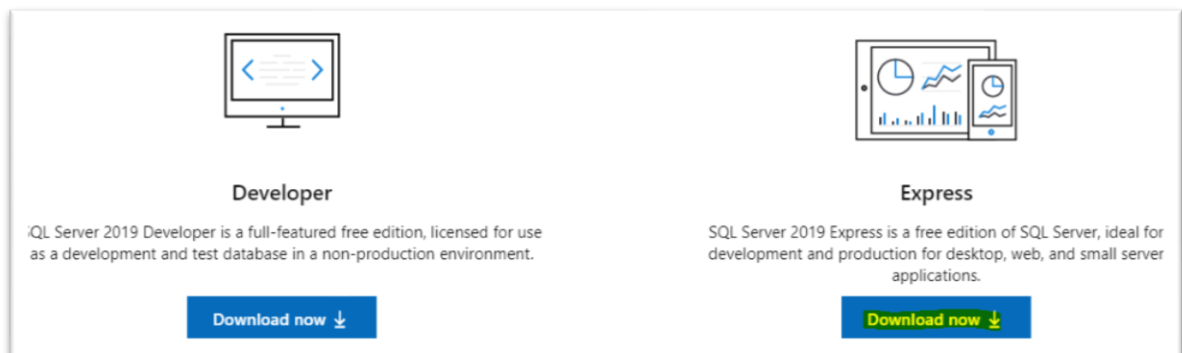 Developer
QL Server 2019 Developer is a full-featured free edition, licensed for use
as a development and test database in a non-production environment.
Download now
Express
SQL Server 2019 Express is a free edition of SQL Server, ideal for
development and production for desktop, web, and small server
applications.
Download now